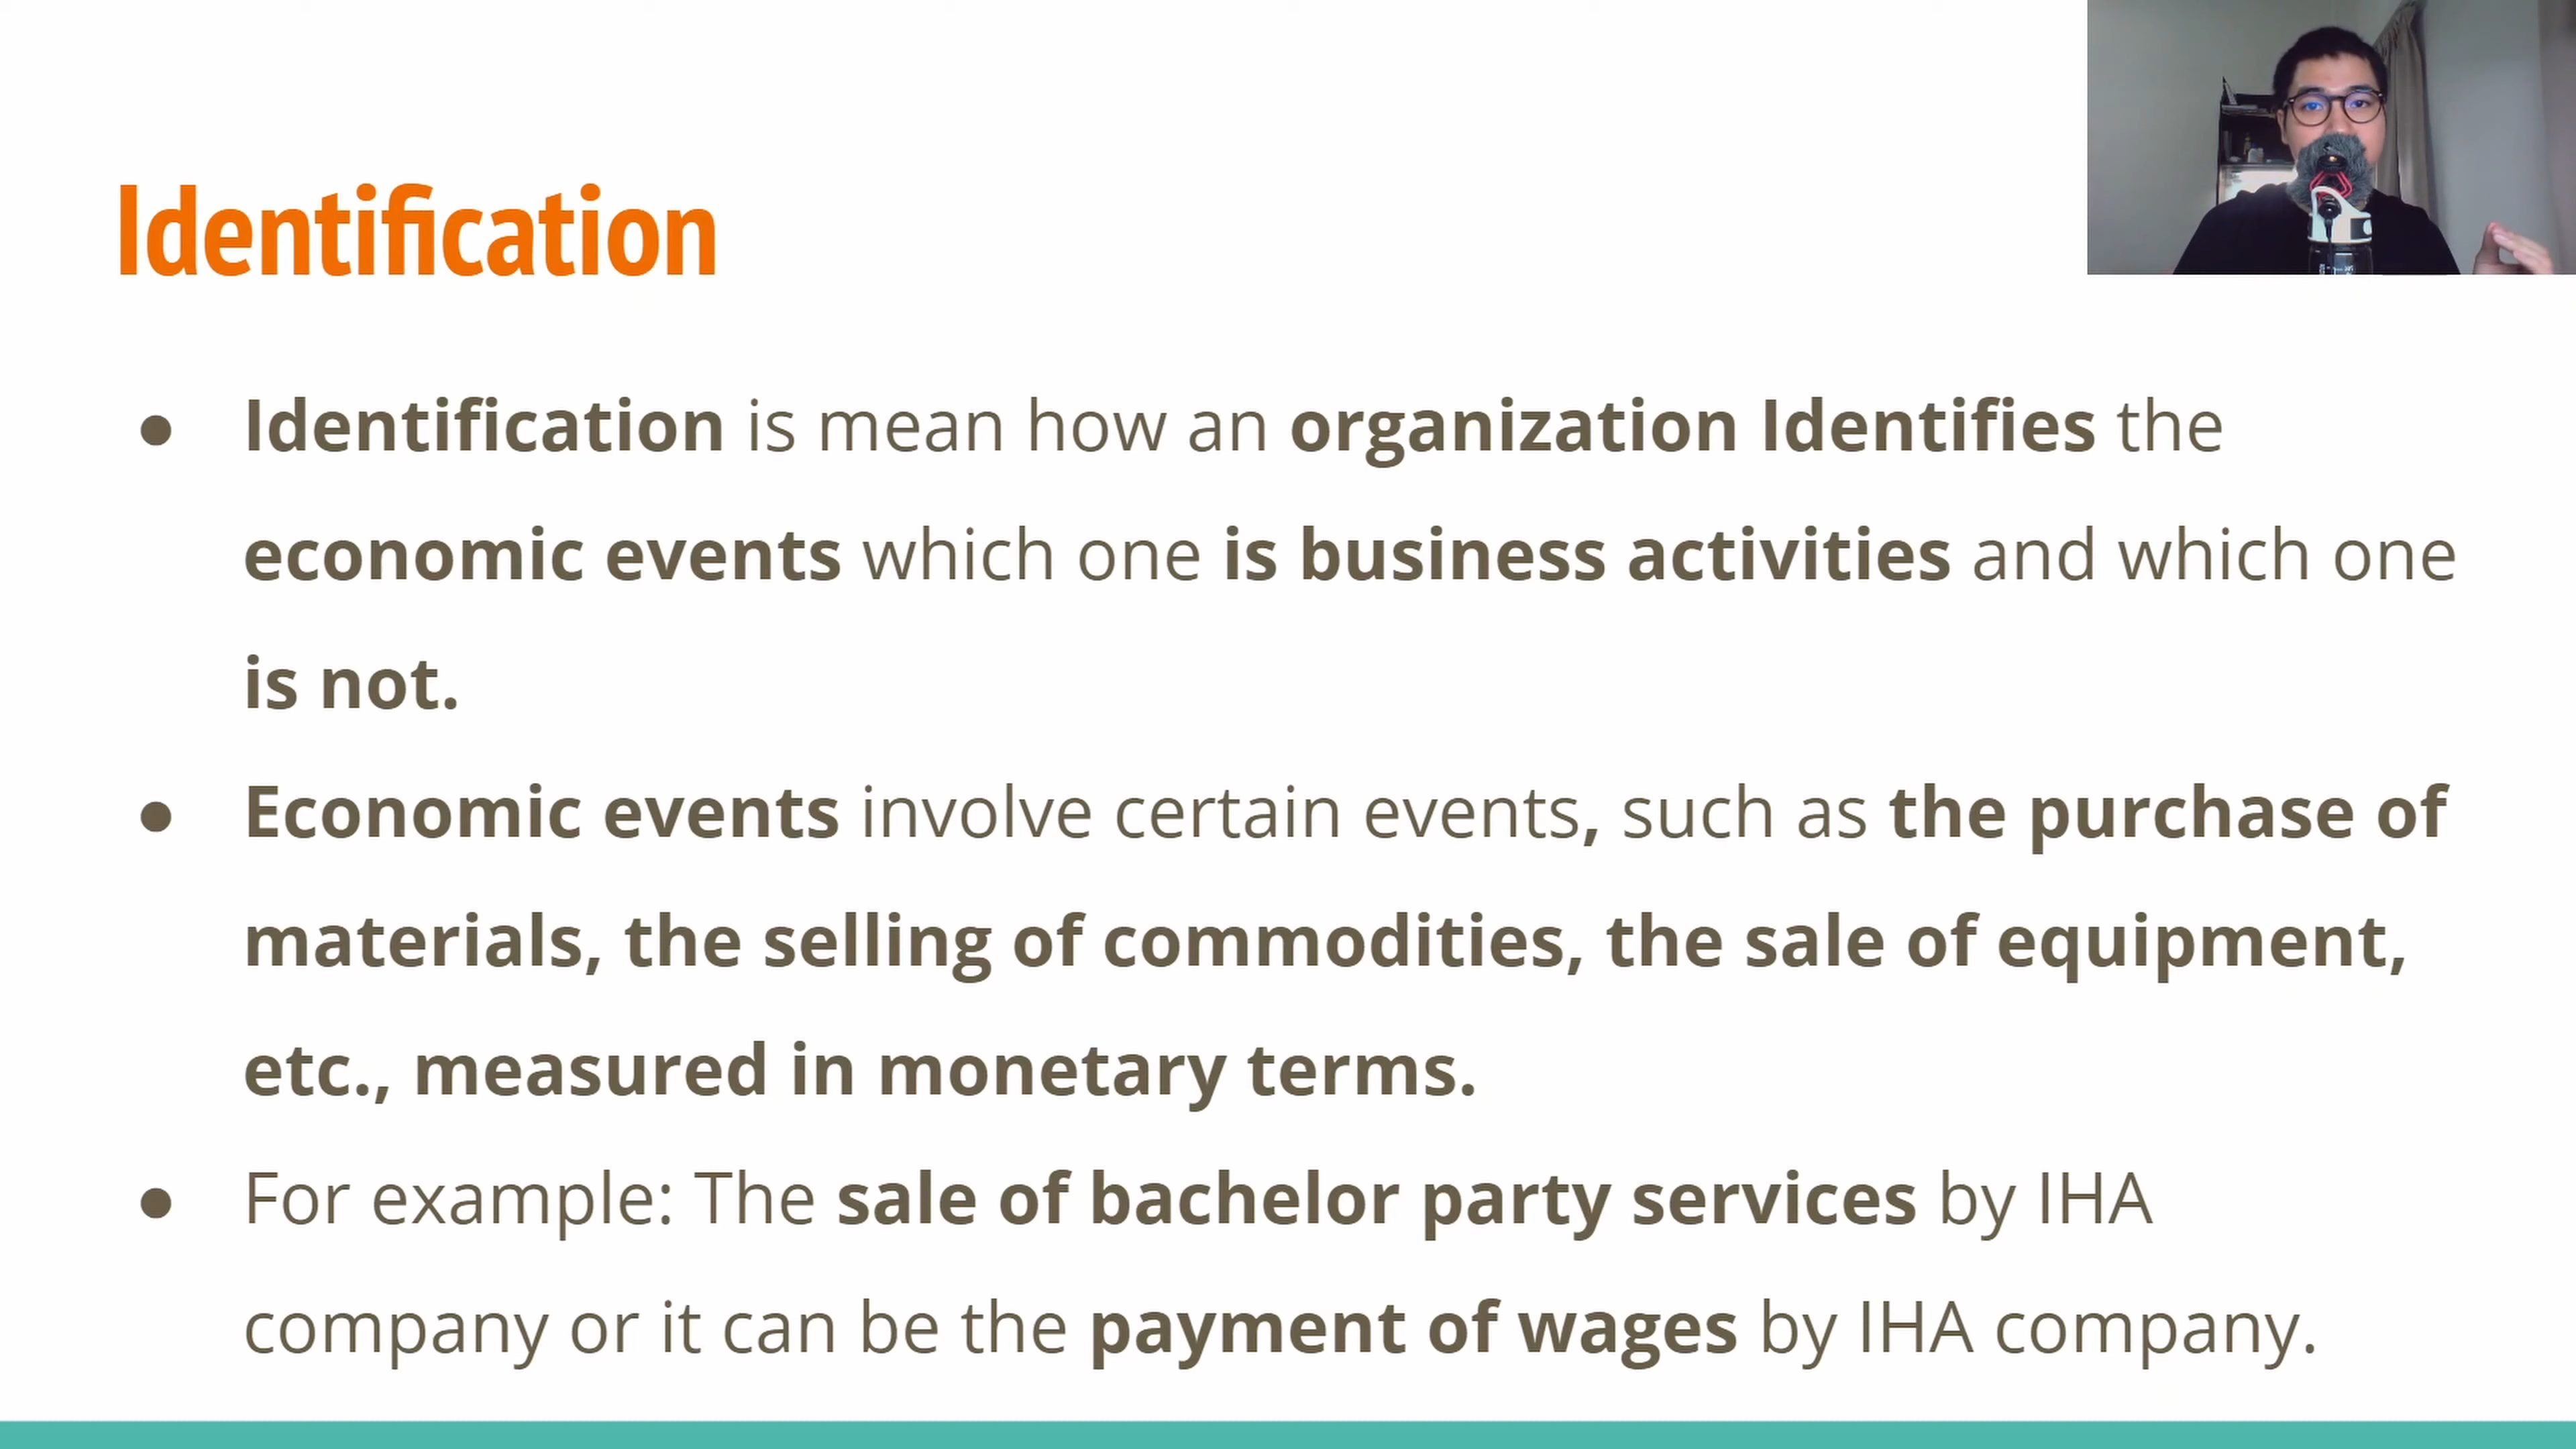 Identification
● Identification is mean how an organization Identifies the
economic events which one is business activities and which one
is not.
● Economic events involve certain events, such as the purchase of
materials, the selling of commodities, the sale of equipment,
etc., measured in monetary terms.
● For example: The sale of bachelor party services by IHA
company or it can be the payment of wages by IHA company.